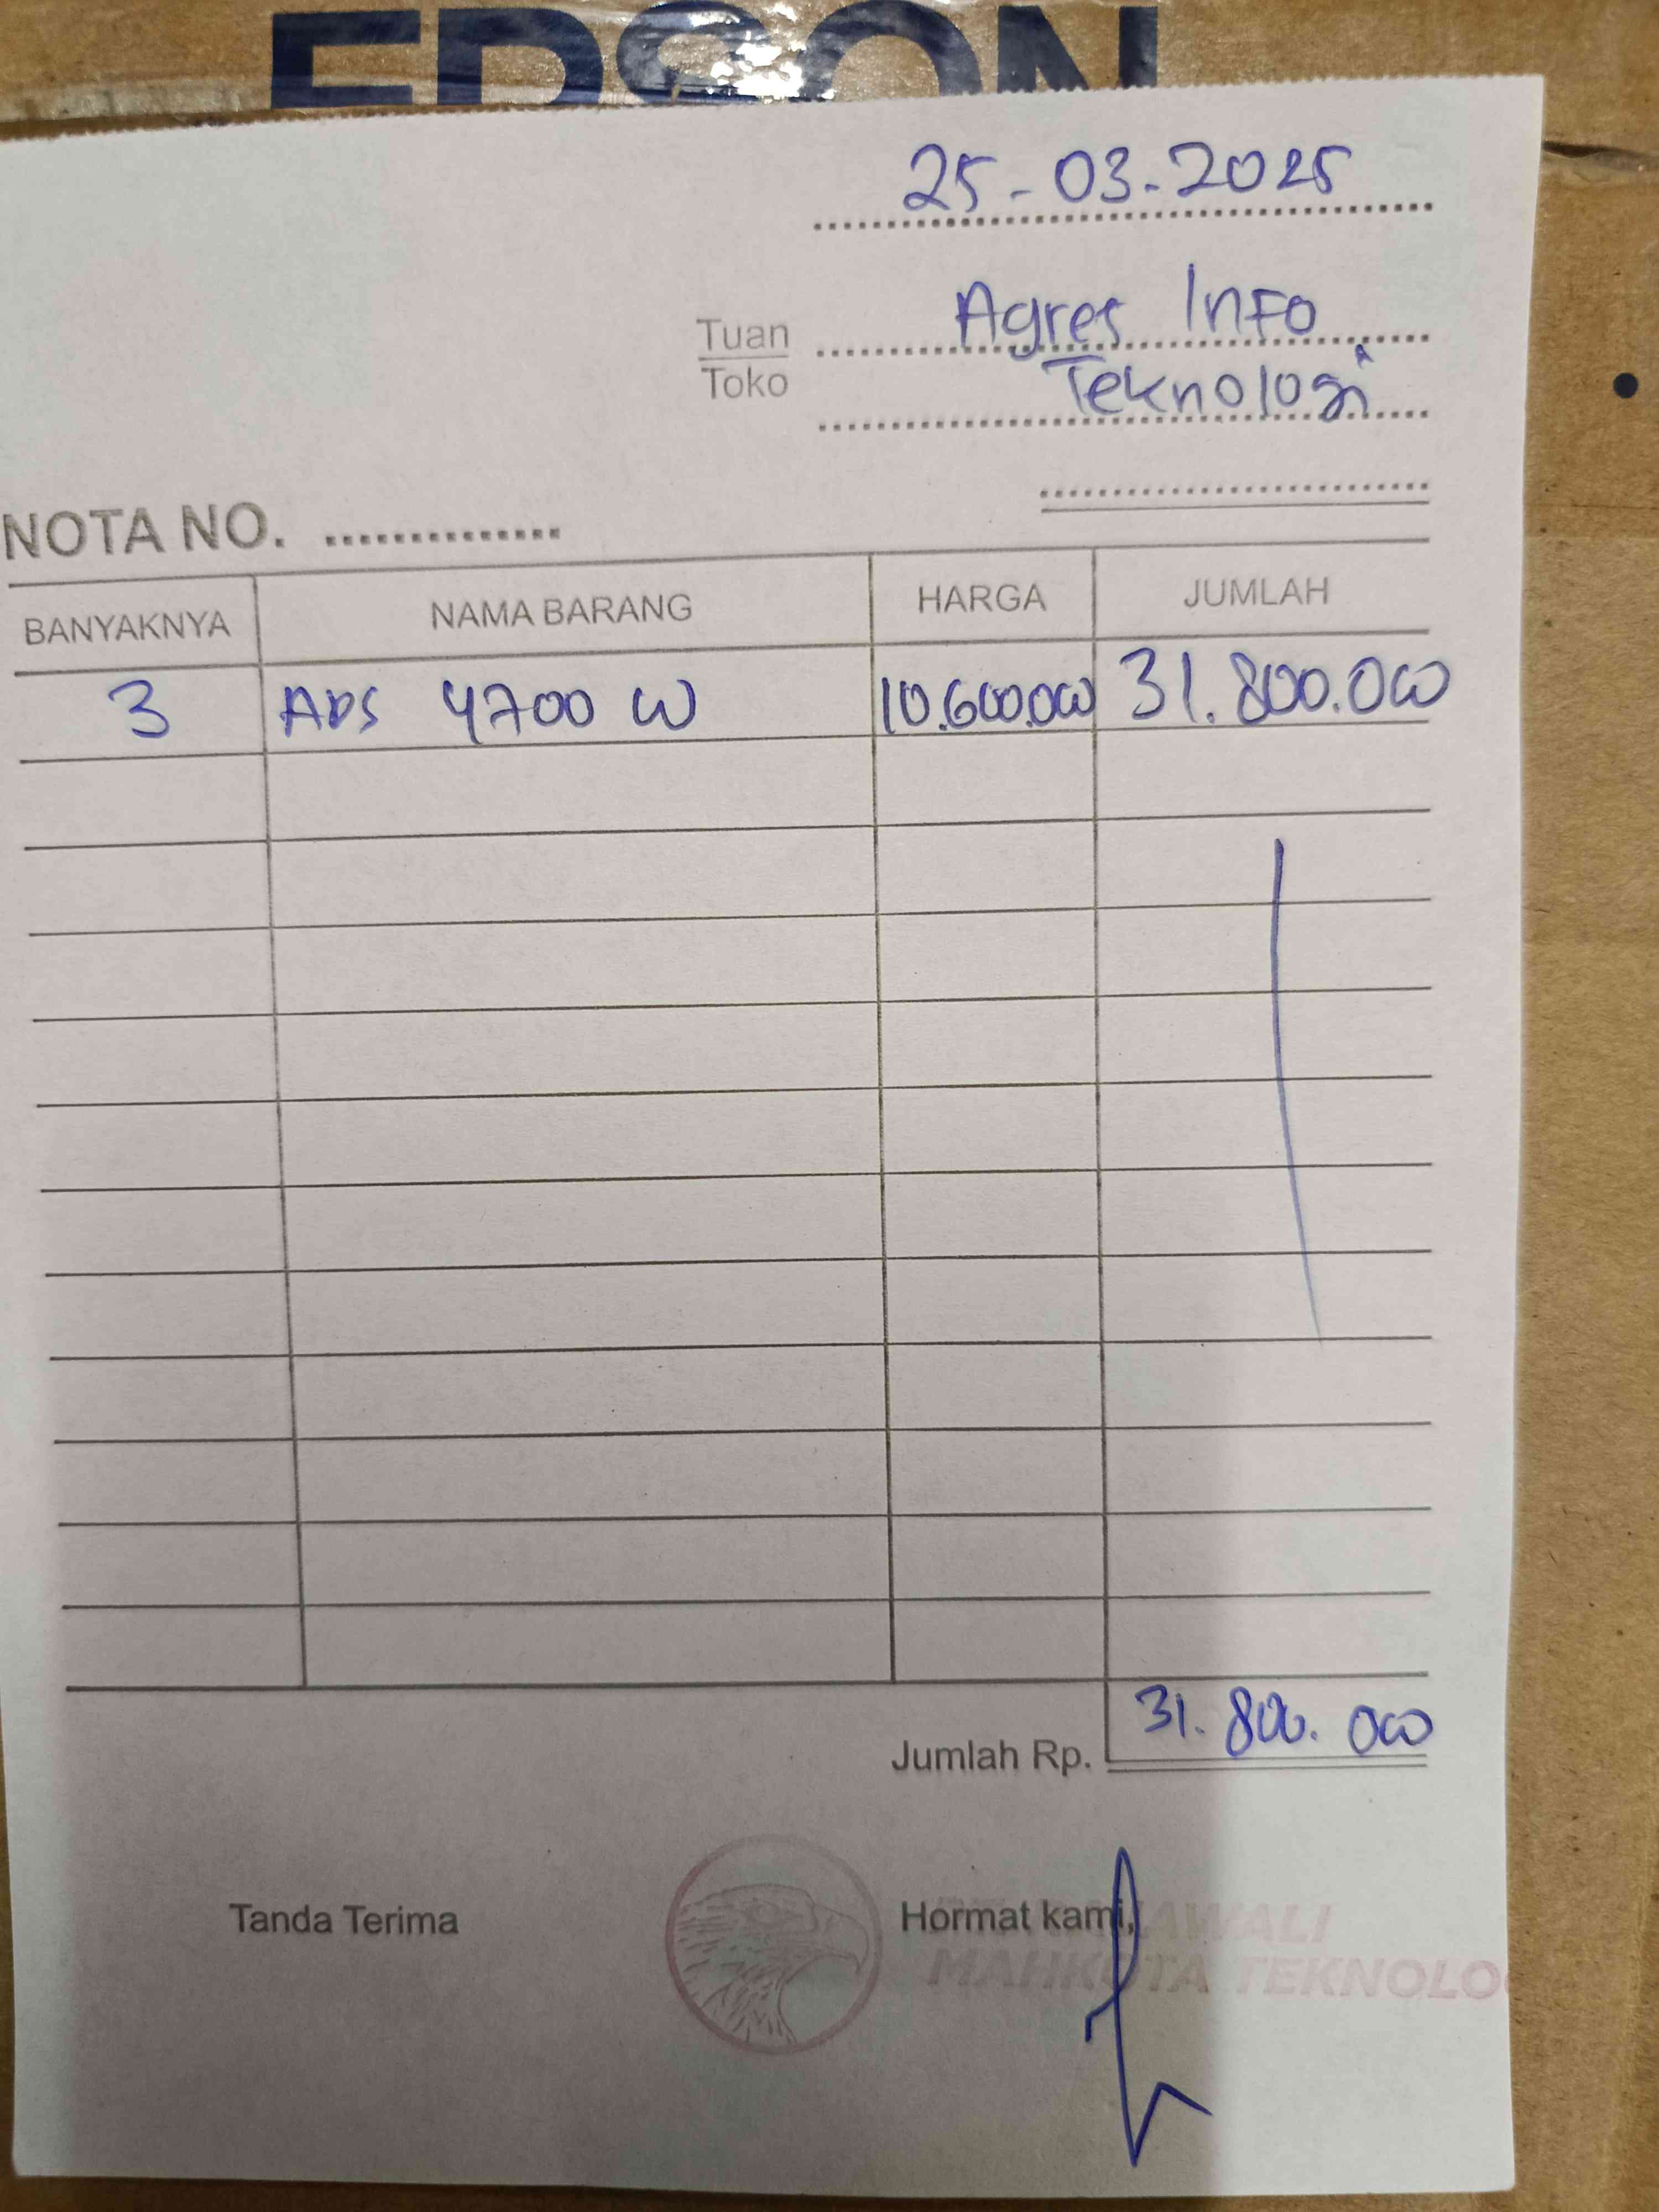 EPSON
25-03-2025
Tuan Agres Info
Toko Teknologi
NOTA NO. ..............
BANYAKNYA NAMA BARANG HARGA JUMLAH
3 ADS 4700 W 10.600.000 31.800.000
Jumlah Rp. 31.800.000
Tanda Terima Hormat kami,
MAHKOTA TEKNOLO